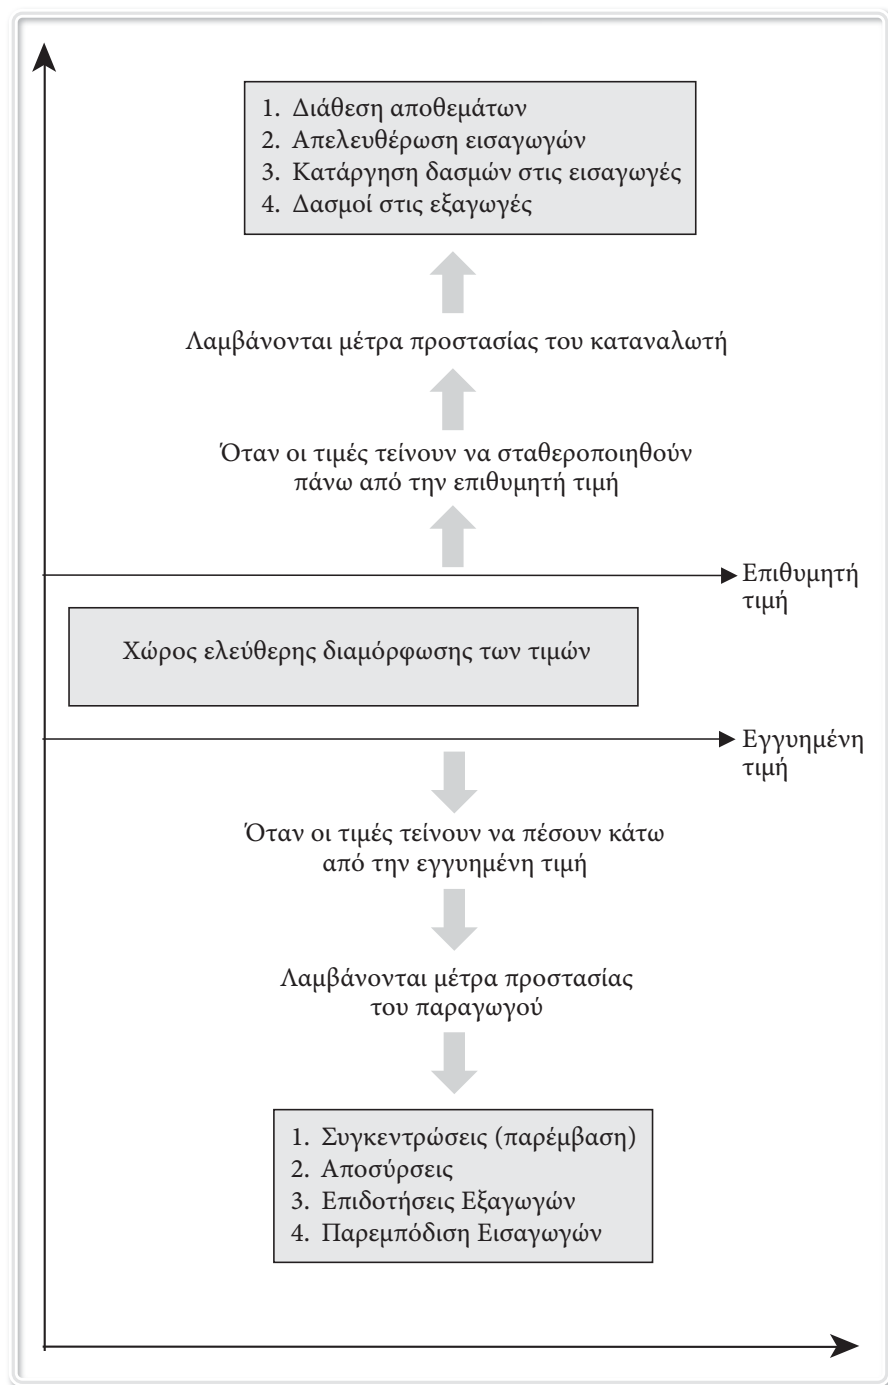 1. Διάθεση αποθεμάτων
2. Απελευθέρωση εισαγωγών
3. Κατάργηση δασμών στις εισαγωγές
4. Δασμοί στις εξαγωγές
Λαμβάνονται μέτρα προστασίας του καταναλωτή
Όταν οι τιμές τείνουν να σταθεροποιηθούν
πάνω από την επιθυμητή τιμή
Επιθυμητή
τιμή
Χώρος ελεύθερης διαμόρφωσης των τιμών
Εγγυημένη
τιμή
Όταν οι τιμές τείνουν να πέσουν κάτω
από την εγγυημένη τιμή
Λαμβάνονται μέτρα προστασίας
του παραγωγού
1. Συγκεντρώσεις (παρέμβαση)
2. Αποσύρσεις
3. Επιδοτήσεις Εξαγωγών
4. Παρεμπόδιση Εισαγωγών